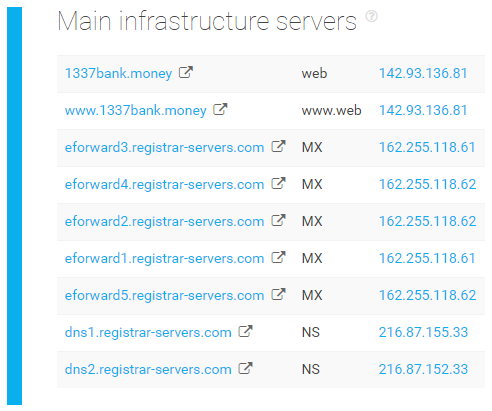 Main infrastructure servers ?
1337bank.money web 142.93.136.81
www.1337bank.money www.web 142.93.136.81
eforward3.registrar-servers.com MX 162.255.118.61
eforward4.registrar-servers.com MX 162.255.118.62
eforward2.registrar-servers.com MX 162.255.118.62
eforward1.registrar-servers.com MX 162.255.118.61
eforward5.registrar-servers.com MX 162.255.118.62
dns1.registrar-servers.com NS 216.87.155.33
dns2.registrar-servers.com NS 216.87.152.33